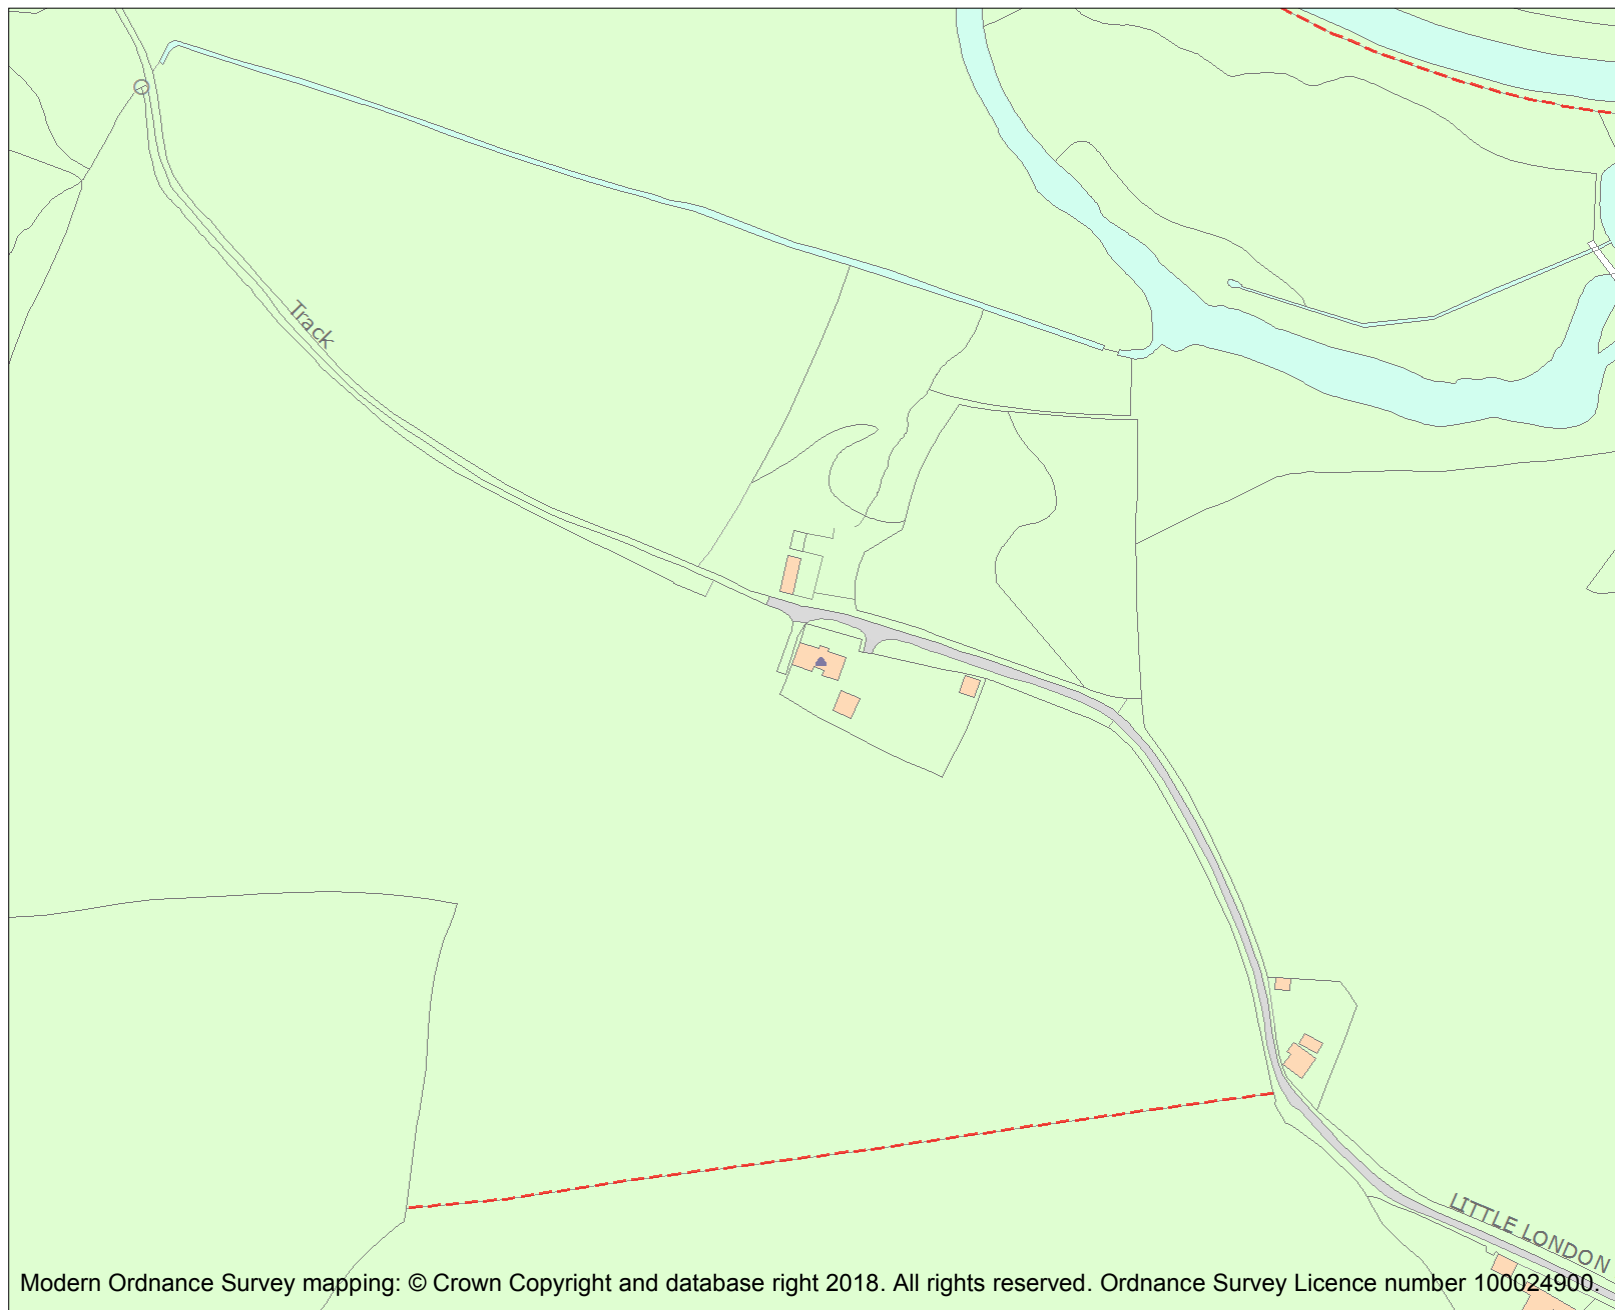 Track
LITTLE LONDON
Modern Ordnance Survey mapping: © Crown Copyright and database right 2018. All rights reserved. Ordnance Survey Licence number 100024900.